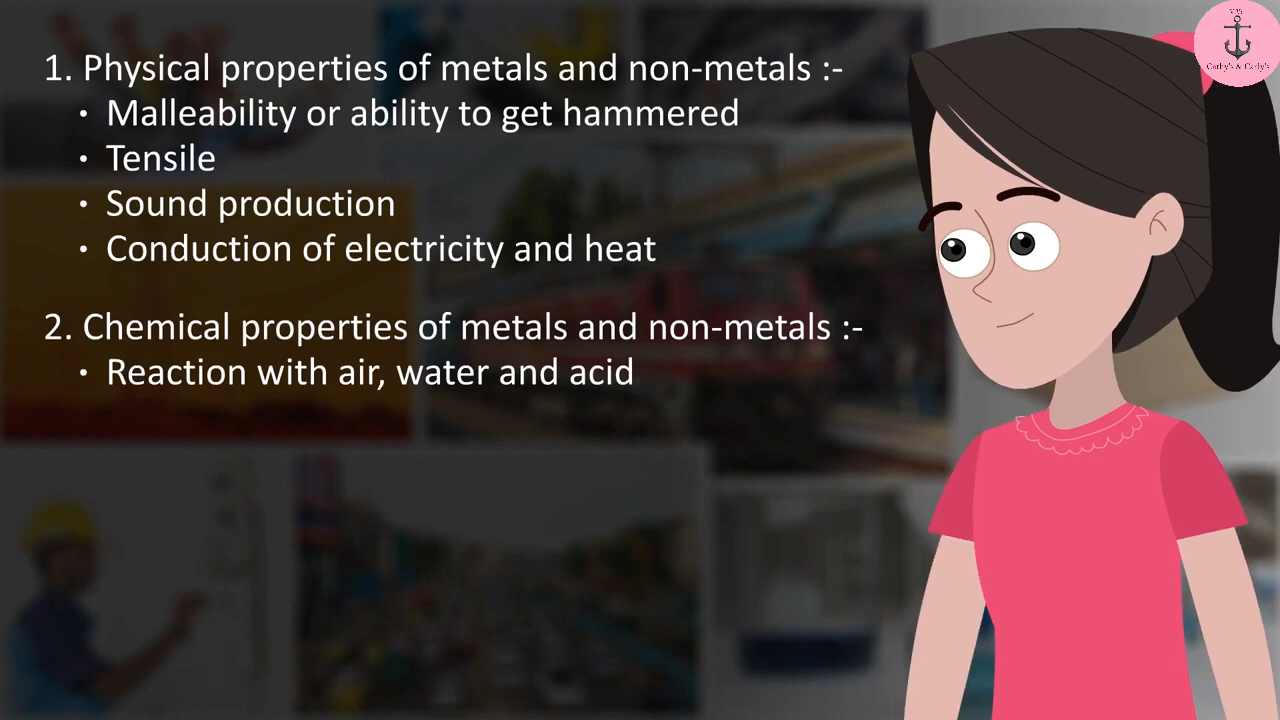 1. Physical properties of metals and non-metals :-
• Malleability or ability to get hammered
• Tensile
• Sound production
• Conduction of electricity and heat
2. Chemical properties of metals and non-metals :-
• Reaction with air, water and acid